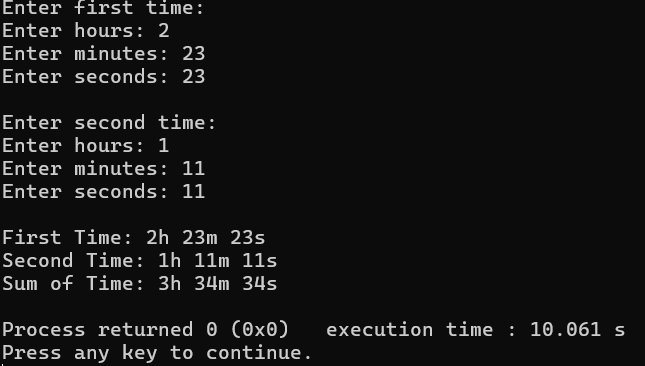 Enter first time:
Enter hours: 2
Enter minutes: 23
Enter seconds: 23
Enter second time:
Enter hours: 1
Enter minutes: 11
Enter seconds: 11
First Time: 2h 23m 23s
Second Time: 1h 11m 11s
Sum of Time: 3h 34m 34s
Process returned 0 (0x0)   execution time : 10.061 s
Press any key to continue.